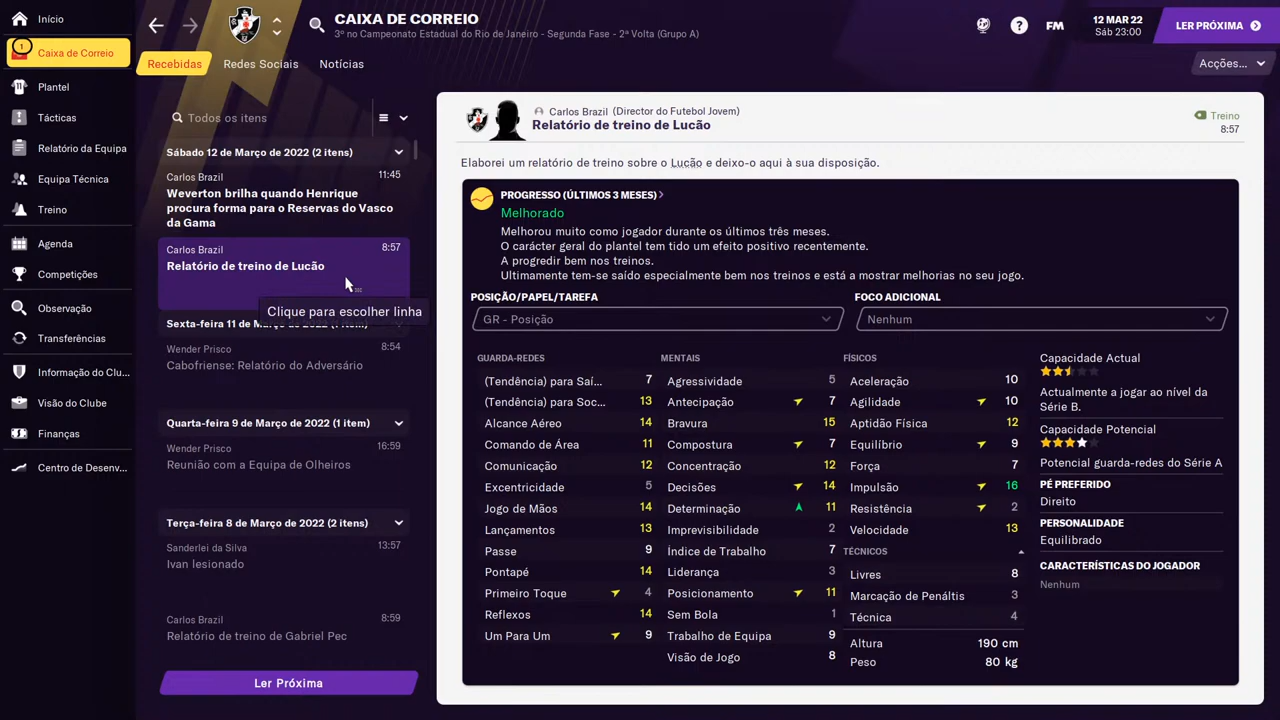 Início
1
Caixa de Correio
Plantel
Tácticas
Relatório da Equipa
Equipa Técnica
Treino
Agenda
Competições
Observação
Transferências
Informação do Clu...
Visão do Clube
Finanças
Centro de Desenv...
CAIXA DE CORREIO
3º no Campeonato Estadual do Rio de Janeiro - Segunda Fase - 2ª Volta (Grupo A)
?
FM
12 MAR 22
Sáb 23:00
LER PRÓXIMA
Recebidas
Redes Sociais
Notícias
Acções...
Todos os itens
Sábado 12 de Março de 2022 (2 itens)
Carlos Brazil 11:45
Weverton brilha quando Henrique
procura forma para o Reservas do Vasco
da Gama
Carlos Brazil 8:57
Relatório de treino de Lucão
Clique para escolher linha
Sexta-feira 11 de Março de 2022 (1 item)
Wender Prisco 8:54
Cabofriense: Relatório do Adversário
Quarta-feira 9 de Março de 2022 (1 item)
Wender Prisco 16:59
Reunião com a Equipa de Olheiros
Terça-feira 8 de Março de 2022 (2 itens)
Sanderlei da Silva 13:57
Ivan lesionado
Carlos Brazil 8:59
Relatório de treino de Gabriel Pec
Ler Próxima
Carlos Brazil (Director do Futebol Jovem)
Relatório de treino de Lucão
Treino
8:57
Elaborei um relatório de treino sobre o Lucão e deixo-o aqui à sua disposição.
PROGRESSO (ÚLTIMOS 3 MESES)
Melhorado
Melhorou muito como jogador durante os últimos três meses.
O carácter geral do plantel tem tido um efeito positivo recentemente.
A progredir bem nos treinos.
Ultimamente tem-se saído especialmente bem nos treinos e está a mostrar melhorias no seu jogo.
POSIÇÃO/PAPEL/TAREFA
GR - Posição
FOCO ADICIONAL
Nenhum
GUARDA-REDES
(Tendência) para Saí... 7
(Tendência) para Soc... 13
Alcance Aéreo 14
Comando de Área 11
Comunicação 12
Excentricidade 5
Jogo de Mãos 14
Lançamentos 13
Passe 9
Pontapé 14
Primeiro Toque 4
Reflexos 14
Um Para Um 9
MENTAIS
Agressividade 5
Antecipação 7
Bravura 15
Compostura 7
Concentração 12
Decisões 14
Determinação 11
Imprevisibilidade 2
Índice de Trabalho 7
Liderança 3
Posicionamento 11
Sem Bola 1
Trabalho de Equipa 9
Visão de Jogo 8
FÍSICOS
Aceleração 10
Agilidade 10
Aptidão Física 12
Equilíbrio 9
Força 7
Impulsão 16
Resistência 2
Velocidade 13
TÉCNICOS
Livres 8
Marcação de Penáltis 3
Técnica 4
Altura 190 cm
Peso 80 kg
Capacidade Actual
Actualmente a jogar ao nível da
Série B.
Capacidade Potencial
Potencial guarda-redes do Série A
PÉ PREFERIDO
Direito
PERSONALIDADE
Equilibrado
CARACTERÍSTICAS DO JOGADOR
Nenhum